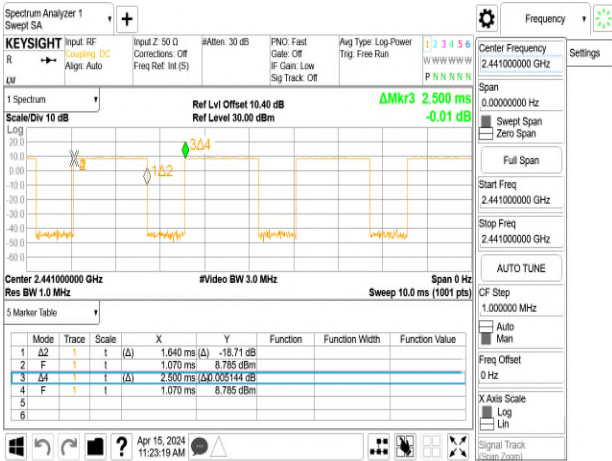 Spectrum Analyzer 1
Swept SA
+
Frequency
Settings
KEYSIGHT
R
Input: RF
Coupling: DC
Align: Auto
Input Z: 50 Ω
Corrections: Off
Freq Ref: Int (S)
#Atten: 30 dB
PNO: Fast
Gate: Off
IF Gain: Low
Sig Track: Off
Avg Type: Log-Power
Trig: Free Run
1 2 3 4 5 6
W W W W W W
P N N N N N
1 Spectrum
Scale/Div 10 dB
Ref Lvl Offset 10.40 dB
Ref Level 30.00 dBm
ΔMkr3 2.500 ms
-0.01 dB
Log
20.0
10.0
0.00
-10.0
-20.0
-30.0
-40.0
-50.0
-60.0
3Δ4
1Δ2
Center 2.441000000 GHz
#Video BW 3.0 MHz
Span 0 Hz
Res BW 1.0 MHz
Sweep 10.0 ms (1001 pts)
5 Marker Table
Mode Trace Scale X Y Function Function Width Function Value
1 Δ2 1 t (Δ) 1.640 ms (Δ) -18.71 dB
2 F 1 t 1.070 ms 8.785 dBm
3 Δ4 1 t (Δ) 2.500 ms (Δ) 0.005144 dB
4 F 1 t 1.070 ms 8.785 dBm
5
6
Apr 15, 2024
11:23:19 AM
?
Center Frequency
2.441000000 GHz
Span
0.00000000 Hz
Swept Span
Zero Span
Full Span
Start Freq
2.441000000 GHz
Stop Freq
2.441000000 GHz
AUTO TUNE
CF Step
1.000000 MHz
Auto
Man
Freq Offset
0 Hz
X Axis Scale
Log
Lin
Signal Track
(Span Zoom)